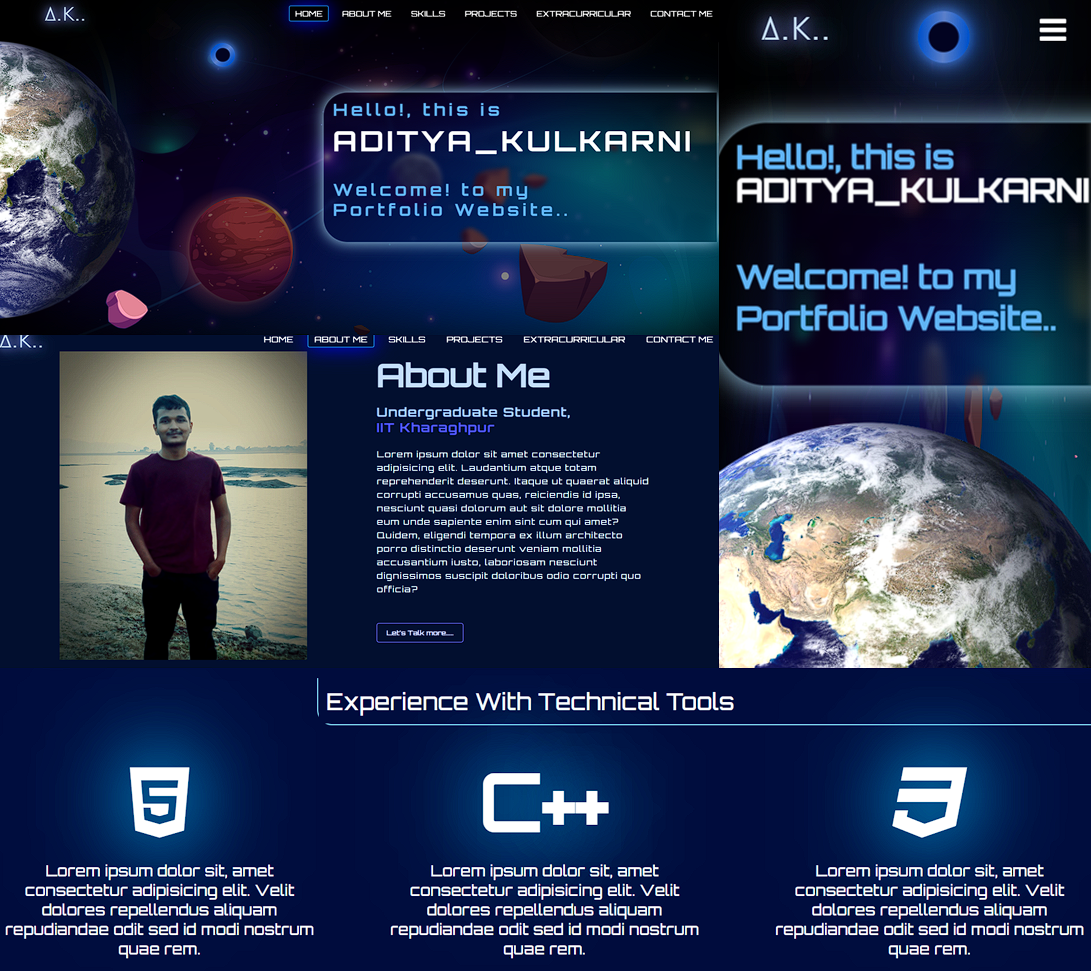 Δ.K..
HOME ABOUT ME SKILLS PROJECTS EXTRACURRICULAR CONTACT ME
Hello!, this is
ADITYA_KULKARNI
Welcome! to my
Portfolio Website..
Δ.K..
Hello!, this is
ADITYA_KULKARNI
Welcome! to my
Portfolio Website..
Δ.K..
HOME ABOUT ME SKILLS PROJECTS EXTRACURRICULAR CONTACT ME
About Me
Undergraduate Student,
IIT Kharaghpur
Lorem ipsum dolor sit amet consectetur
adipisicing elit. Laudantium atque totam
reprehenderit deserunt. Itaque ut quaerat aliquid
corrupti accusamus quas, reiciendis id ipsa,
nesciunt quasi dolorum aut sit dolore mollitia
eum unde sapiente enim sint cum qui amet?
Quidem, eligendi tempora ex illum architecto
porro distinctio deserunt veniam mollitia
accusantium iusto, laboriosam nesciunt
dignissimos suscipit doloribus odio corrupti quo
officia?
Let's Talk more....
Experience With Technical Tools
5
C++
3
Lorem ipsum dolor sit, amet
consectetur adipisicing elit. Velit
dolores repellendus aliquam
repudiandae odit sed id modi nostrum
quae rem.
Lorem ipsum dolor sit, amet
consectetur adipisicing elit. Velit
dolores repellendus aliquam
repudiandae odit sed id modi nostrum
quae rem.
Lorem ipsum dolor sit, amet
consectetur adipisicing elit. Velit
dolores repellendus aliquam
repudiandae odit sed id modi nostrum
quae rem.